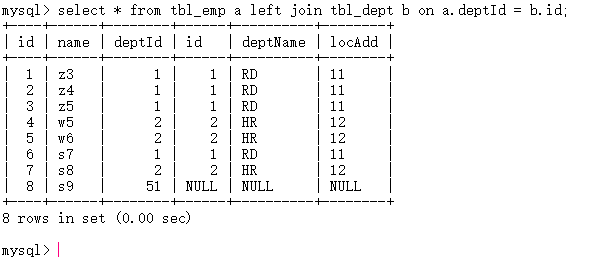 mysql> select * from tbl_emp a left join tbl_dept b on a.deptId = b.id;
+----+------+--------+------+----------+--------+
| id | name | deptId | id | deptName | locAdd |
+----+------+--------+------+----------+--------+
| 1 | z3 | 1 | 1 | RD | 11 |
| 2 | z4 | 1 | 1 | RD | 11 |
| 3 | z5 | 1 | 1 | RD | 11 |
| 4 | w5 | 2 | 2 | HR | 12 |
| 5 | w6 | 2 | 2 | HR | 12 |
| 6 | s7 | 1 | 1 | RD | 11 |
| 7 | s8 | 2 | 2 | HR | 12 |
| 8 | s9 | 51 | NULL | NULL | NULL |
+----+------+--------+------+----------+--------+
8 rows in set (0.00 sec)
mysql>